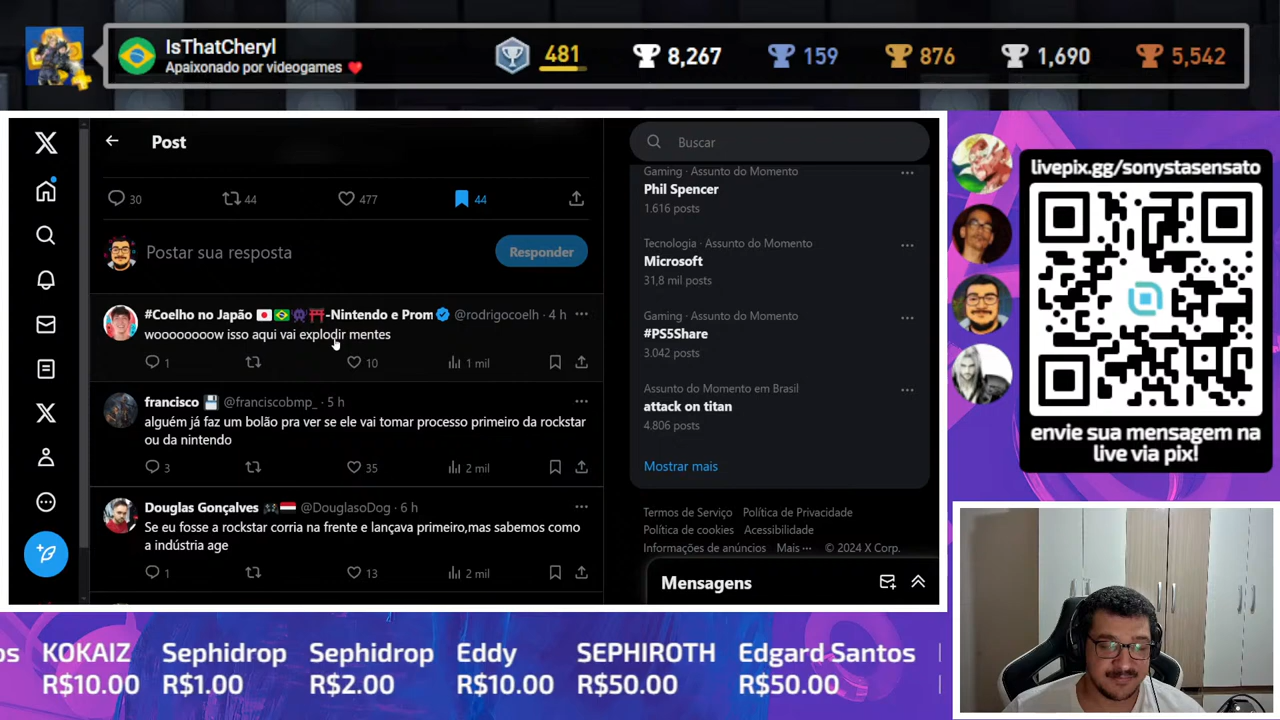 IsThatCheryl
Apaixonado por videogames ❤️
481
8,267
159
876
1,690
5,542
Post
30
44
477
44
Postar sua resposta
Responder
#Coelho no Japão 🇯🇵🇧🇷👾⛩️-Nintendo e Prom @rodrigocoelh · 4 h
woooooooow isso aqui vai explodir mentes
1
10
1 mil
francisco 💾 @franciscobmp_ · 5 h
alguém já faz um bolão pra ver se ele vai tomar processo primeiro da rockstar
ou da nintendo
3
35
2 mil
Douglas Gonçalves 🎮🇾🇪 @DouglasoDog · 6 h
Se eu fosse a rockstar corria na frente e lançava primeiro,mas sabemos como
a indústria age
1
13
2 mil
Buscar
Gaming · Assunto do Momento
Phil Spencer
1.616 posts
Tecnologia · Assunto do Momento
Microsoft
31,8 mil posts
Gaming · Assunto do Momento
#PS5Share
3.042 posts
Assunto do Momento em Brasil
attack on titan
4.806 posts
Mostrar mais
Termos de Serviço Política de Privacidade
Política de cookies Acessibilidade
Informações de anúncios Mais ··· © 2024 X Corp.
Mensagens
livepix.gg/sonystasensato
envie sua mensagem na
live via pix!
os KOKAIZ Sephidrop Sephidrop Eddy SEPHIROTH Edgard Santos
R$10.00 R$1.00 R$2.00 R$10.00 R$50.00 R$50.00